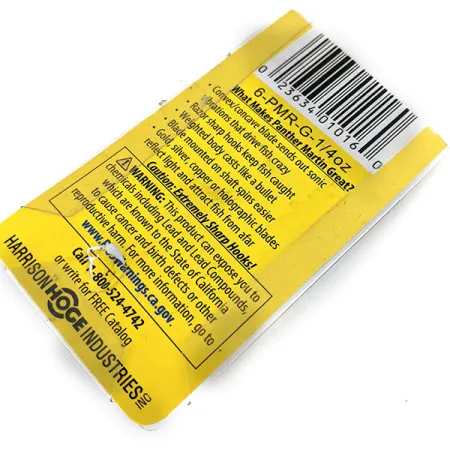 0 23634 01016 0
6-PMR-G-1/4oz
What Makes Panther Martin Great?
• Convex/concave blade sends out sonic
vibrations that drive fish crazy
• Razor sharp hooks keep fish caught
• Weighted body casts like a bullet
• Blade mounted on shaft spins easier
• Gold, silver, copper, or holographic blades
reflect light and attract fish from afar
Caution: Extremely Sharp Hooks!
WARNING: This product can expose you to
chemicals including Lead and Lead Compounds,
which are known to the State of California
to cause cancer and birth defects or other
reproductive harm. For more information, go to
warnings.ca.gov.
800-524-4742
or write for FREE Catalog
HARRISON HOGE INDUSTRIES INC